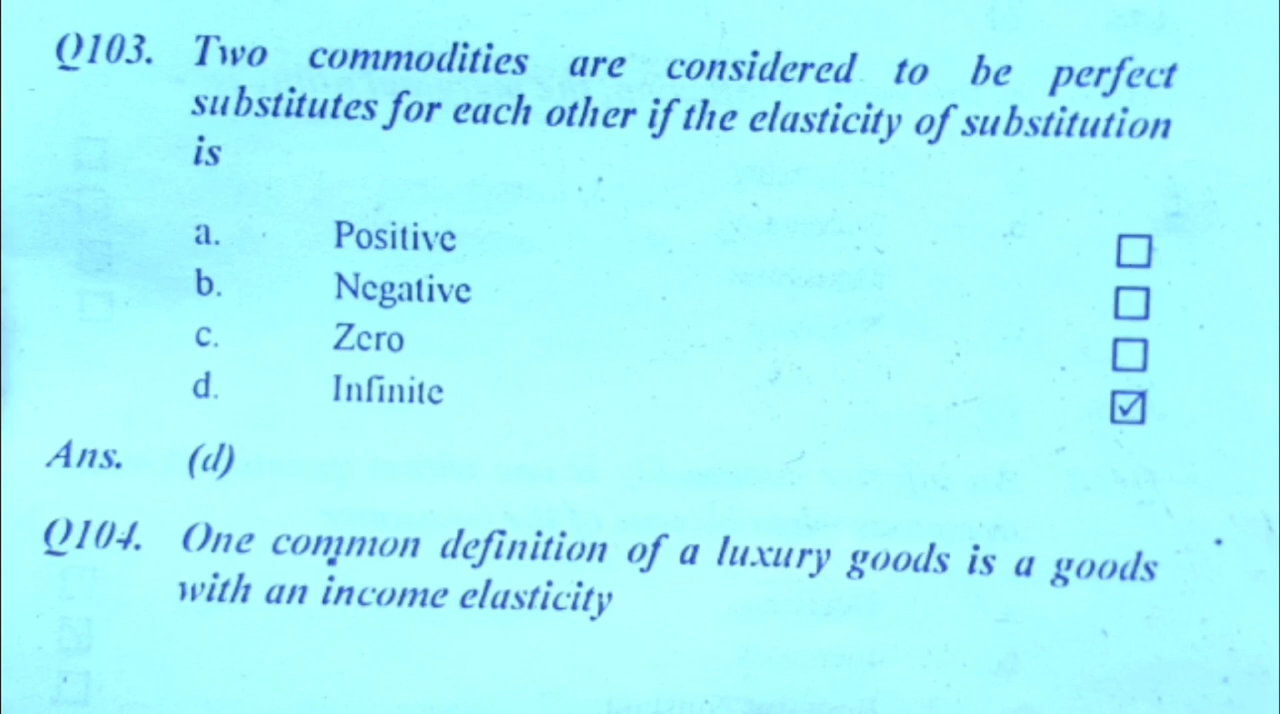 Q103. Two commodities are considered to be perfect
substitutes for each other if the elasticity of substitution
is
a. Positive ☐
b. Negative ☐
c. Zero ☐
d. Infinite ☑
Ans. (d)
Q104. One common definition of a luxury goods is a goods
with an income elasticity